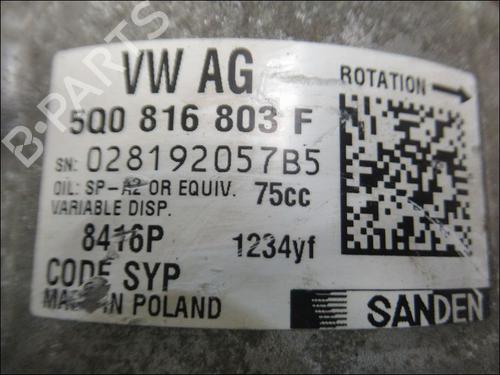 VW AG
ROTATION
5Q0 816 803 F
SN: 028192057B5
OIL: SP-A2 OR EQUIV. 75cc
VARIABLE DISP.
8416P 1234yf
CODE SYP
MADE IN POLAND
SANDEN
B-PARTS